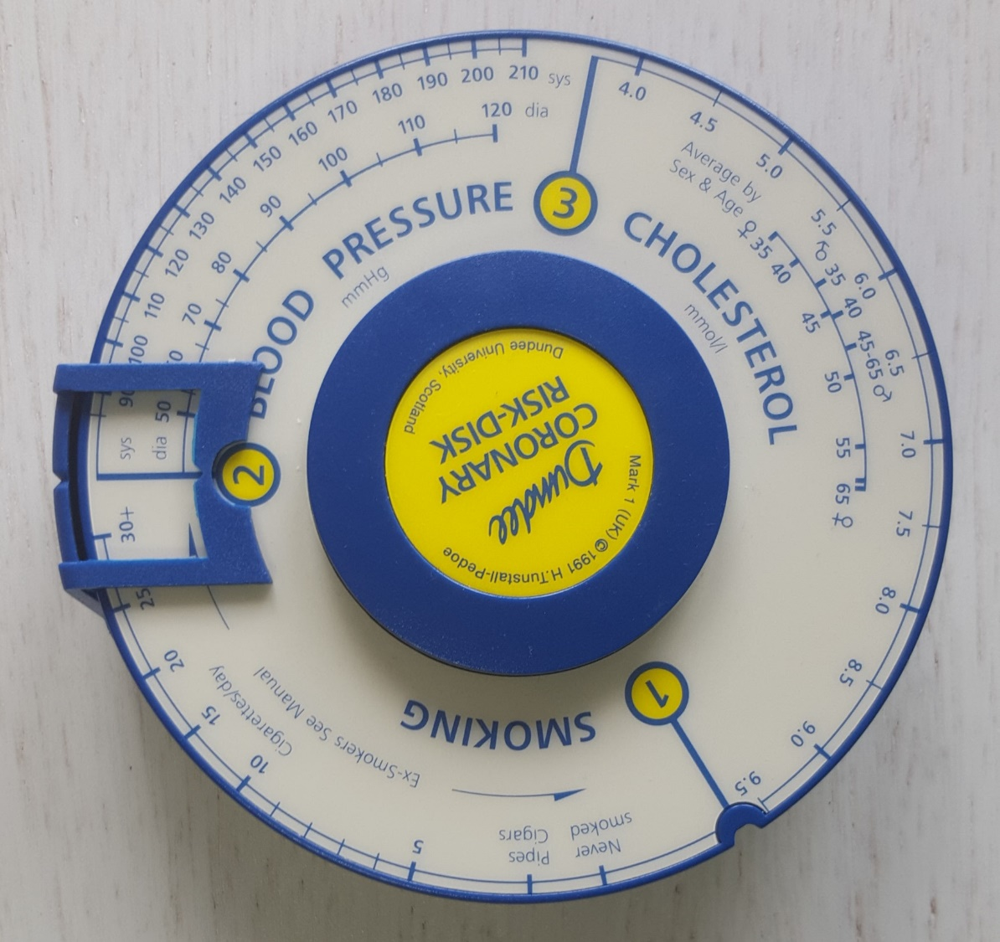 Dundee
CORONARY
RISK-DISK
Dundee University, Scotland
Mark 1 (UK) © 1991 H.Tunstall-Pedoe
1
SMOKING
Never
smoked
Pipes
Cigars
5
10
15
20
25
30+
Cigarettes/day
Ex-Smokers See Manual
2
BLOOD PRESSURE
mmHg
sys
90
100
110
120
130
140
150
160
170
180
190
200
210
sys
dia
50
70
80
90
100
110
120
dia
3
CHOLESTEROL
mmol/l
4.0
4.5
5.0
5.5
6.0
6.5
7.0
7.5
8.0
8.5
9.0
9.5
Average by
Sex & Age ♀ 35 40
45
50
55
65 ♀
♂ 35 40 45-65 ♂